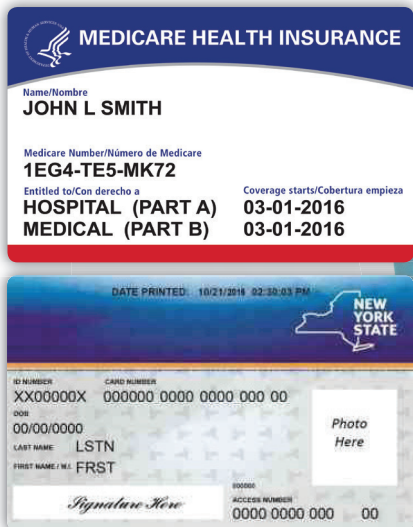 MEDICARE HEALTH INSURANCE
Name/Nombre
JOHN L SMITH
Medicare Number/Número de Medicare
1EG4-TE5-MK72
Entitled to/Con derecho a Coverage starts/Cobertura empieza
HOSPITAL (PART A) 03-01-2016
MEDICAL (PART B) 03-01-2016
DATE PRINTED: 10/21/2016 02:30:03 PM
NEW
YORK
STATE
ID NUMBER CARD NUMBER
XX00000X 000000 0000 0000 000 00
DOB
00/00/0000
LAST NAME LSTN
FIRST NAME / M.I. FRST
Photo
Here
Signature Here
000000
ACCESS NUMBER
0000 0000 000 00